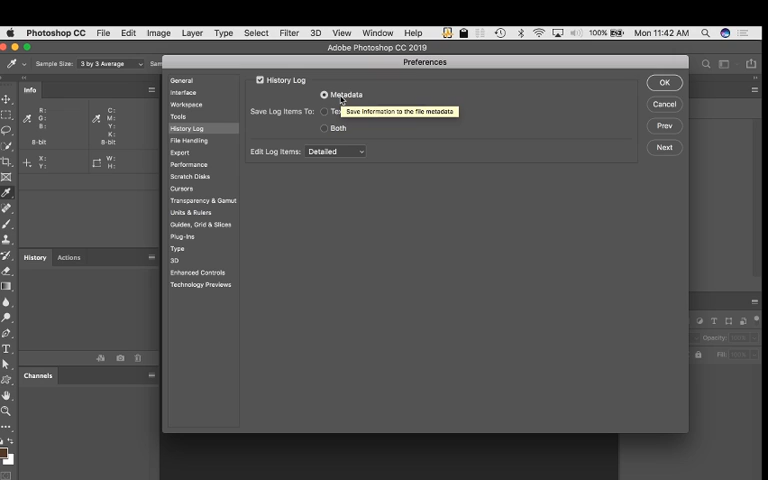 Photoshop CC File Edit Image Layer Type Select Filter 3D View Window Help 100% Mon 11:42 AM
Adobe Photoshop CC 2019
Sample Size: 3 by 3 Average
Preferences
Info
R:
G:
B:
8-bit
C:
M:
Y:
K:
8-bit
X:
Y:
W:
H:
History Actions
Channels
General
Interface
Workspace
Tools
History Log
File Handling
Export
Performance
Scratch Disks
Cursors
Transparency & Gamut
Units & Rulers
Guides, Grid & Slices
Plug-Ins
Type
3D
Enhanced Controls
Technology Previews
History Log
Metadata
Save Log Items To:
Save information to the file metadata
Both
Edit Log Items: Detailed
OK
Cancel
Prev
Next
Opacity:
Fill: